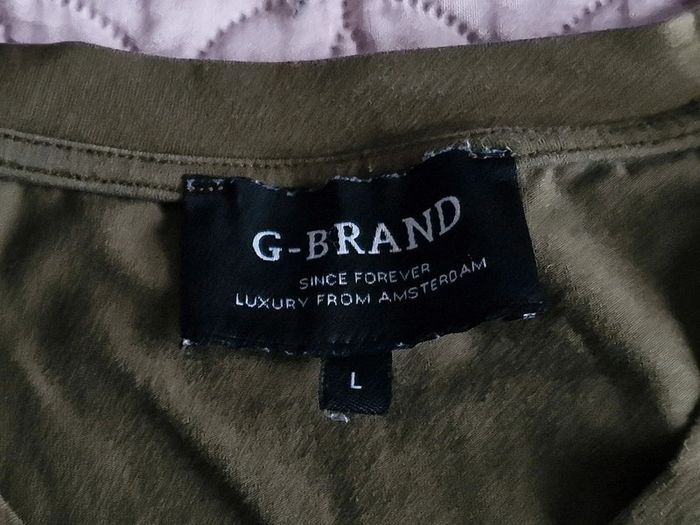 G-BRAND
SINCE FOREVER
LUXURY FROM AMSTERDAM
L